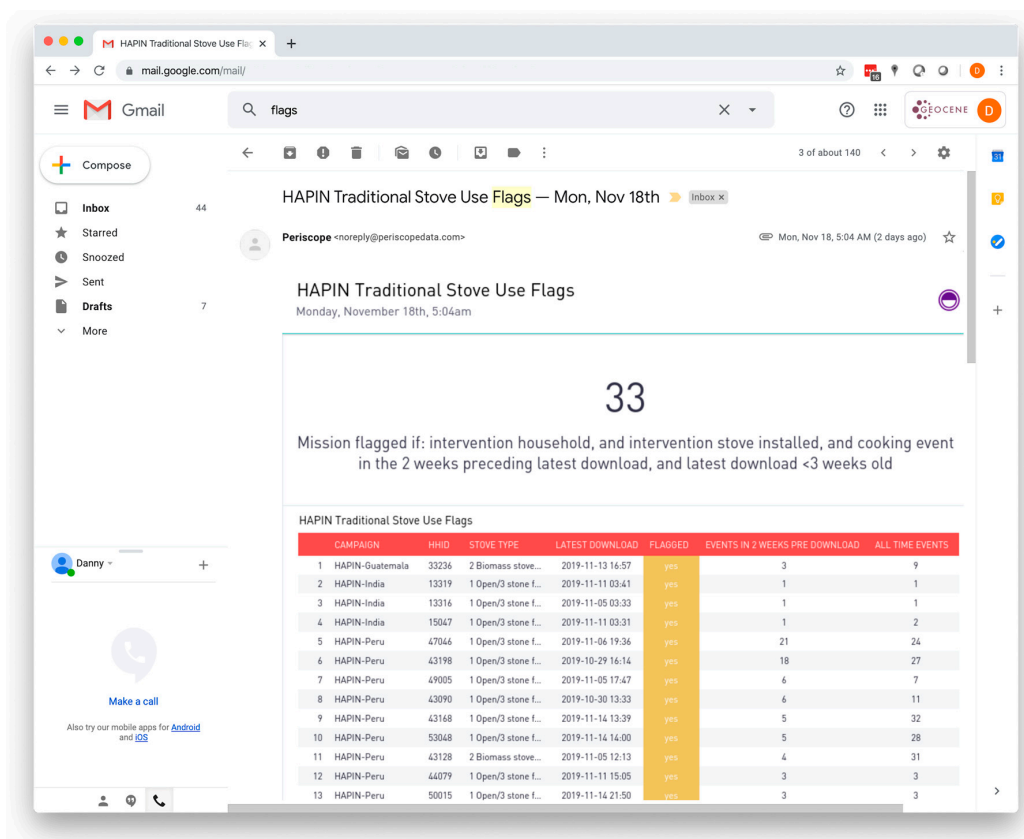 HAPIN Traditional Stove Use Flag
mail.google.com/mail/
16
D
Gmail
flags
GEOCENE
D
Compose
3 of about 140
31
HAPIN Traditional Stove Use Flags — Mon, Nov 18th
Inbox x
Inbox 44
Starred
Snoozed
Sent
Drafts 7
More
Periscope <noreply@periscopedata.com>
Mon, Nov 18, 5:04 AM (2 days ago)
HAPIN Traditional Stove Use Flags
Monday, November 18th, 5:04am
33
Mission flagged if: intervention household, and intervention stove installed, and cooking event
in the 2 weeks preceding latest download, and latest download <3 weeks old
HAPIN Traditional Stove Use Flags
CAMPAIGN HHID STOVE TYPE LATEST DOWNLOAD FLAGGED EVENTS IN 2 WEEKS PRE DOWNLOAD ALL TIME EVENTS
1 HAPIN-Guatemala 33236 2 Biomass stove... 2019-11-13 16:57 yes 3 9
2 HAPIN-India 13319 1 Open/3 stone f... 2019-11-11 03:41 yes 1 1
3 HAPIN-India 13316 1 Open/3 stone f... 2019-11-05 03:33 yes 1 1
4 HAPIN-India 15047 1 Open/3 stone f... 2019-11-11 03:31 yes 1 2
5 HAPIN-Peru 47046 1 Open/3 stone f... 2019-11-06 19:36 yes 21 24
6 HAPIN-Peru 43198 1 Open/3 stone f... 2019-10-29 16:14 yes 18 27
7 HAPIN-Peru 49005 1 Open/3 stone f... 2019-11-05 17:47 yes 6 7
8 HAPIN-Peru 43090 1 Open/3 stone f... 2019-10-30 13:33 yes 6 11
9 HAPIN-Peru 43168 1 Open/3 stone f... 2019-11-14 13:39 yes 5 32
10 HAPIN-Peru 53048 1 Open/3 stone f... 2019-11-14 14:00 yes 5 28
11 HAPIN-Peru 43128 2 Biomass stove... 2019-11-05 12:13 yes 4 31
12 HAPIN-Peru 44079 1 Open/3 stone f... 2019-11-11 15:05 yes 3 3
13 HAPIN-Peru 50015 1 Open/3 stone f... 2019-11-14 21:50 yes 3 3
Danny
Make a call
Also try our mobile apps for Android
and iOS